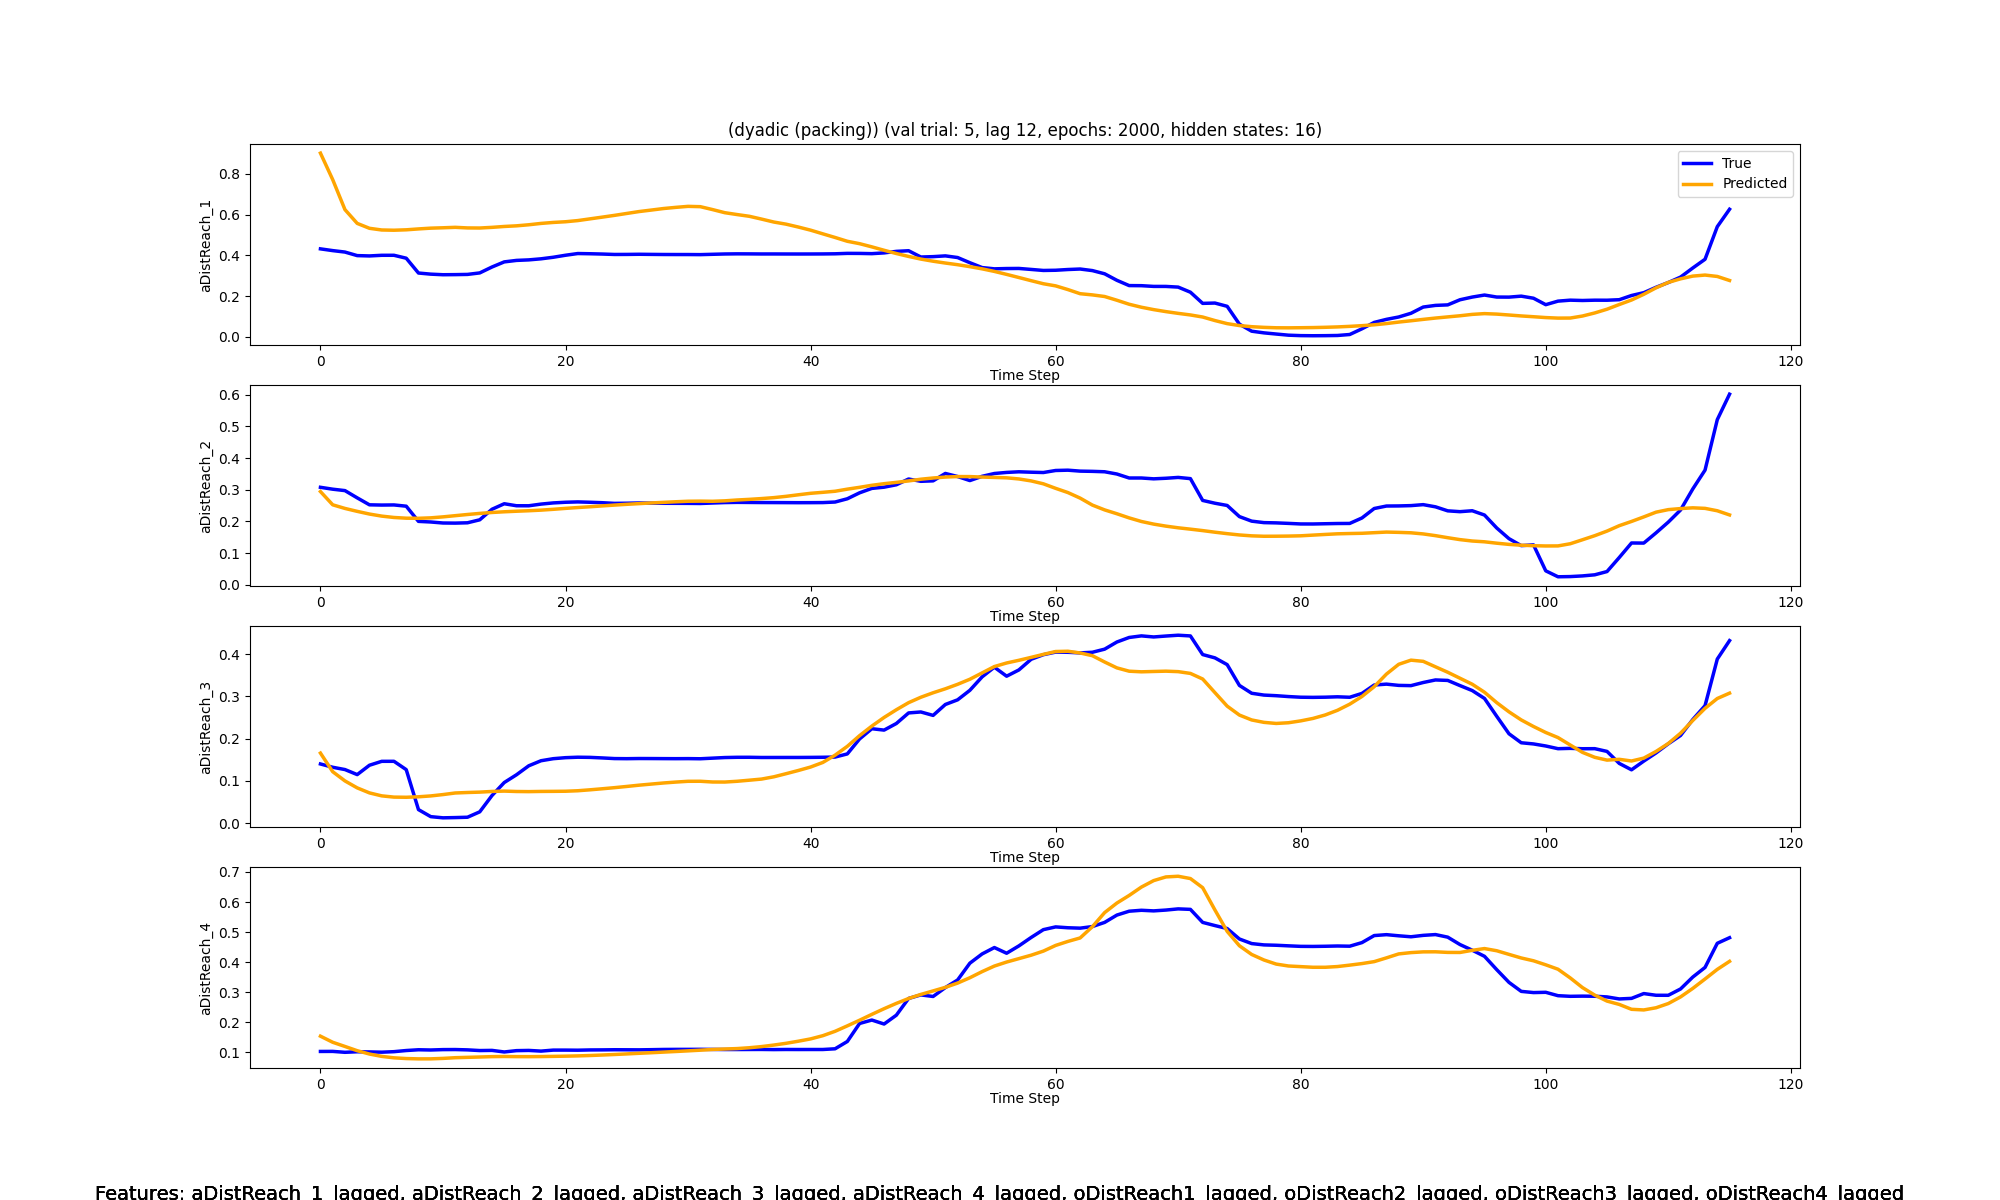 (dyadic (packing)) (val trial: 5, lag 12, epochs: 2000, hidden states: 16)
True
Predicted
aDistReach_1
0.8
0.6
0.4
0.2
0.0
0 20 40 60 80 100 120
Time Step
aDistReach_2
0.6
0.5
0.4
0.3
0.2
0.1
0.0
0 20 40 60 80 100 120
Time Step
aDistReach_3
0.4
0.3
0.2
0.1
0.0
0 20 40 60 80 100 120
Time Step
aDistReach_4
0.7
0.6
0.5
0.4
0.3
0.2
0.1
0 20 40 60 80 100 120
Time Step
Features: aDistReach_1_lagged, aDistReach_2_lagged, aDistReach_3_lagged, aDistReach_4_lagged, oDistReach1_lagged, oDistReach2_lagged, oDistReach3_lagged, oDistReach4_lagged